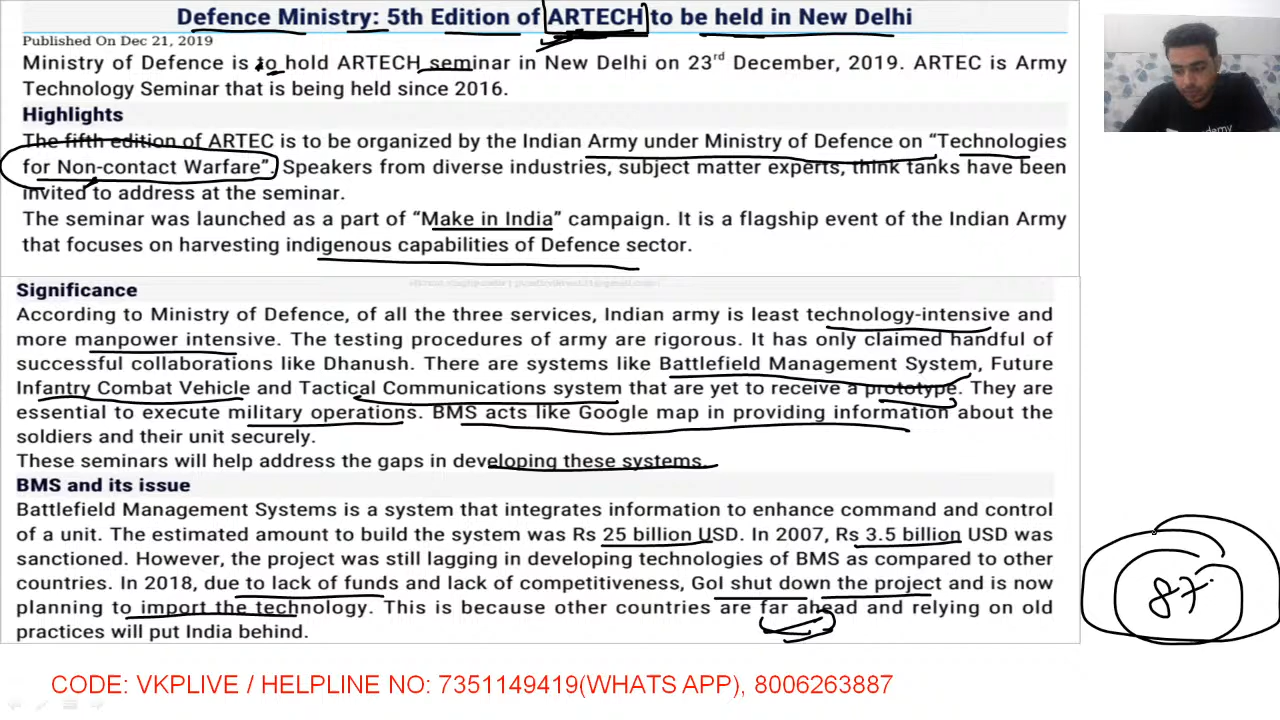 Defence Ministry: 5th Edition of ARTECH to be held in New Delhi
Published On Dec 21, 2019
Ministry of Defence is to hold ARTECH seminar in New Delhi on 23rd December, 2019. ARTEC is Army
Technology Seminar that is being held since 2016.
Highlights
The fifth edition of ARTEC is to be organized by the Indian Army under Ministry of Defence on “Technologies
for Non-contact Warfare”. Speakers from diverse industries, subject matter experts, think tanks have been
invited to address at the seminar.
The seminar was launched as a part of “Make in India” campaign. It is a flagship event of the Indian Army
that focuses on harvesting indigenous capabilities of Defence sector.
Significance
According to Ministry of Defence, of all the three services, Indian army is least technology-intensive and
more manpower intensive. The testing procedures of army are rigorous. It has only claimed handful of
successful collaborations like Dhanush. There are systems like Battlefield Management System, Future
Infantry Combat Vehicle and Tactical Communications system that are yet to receive a prototype. They are
essential to execute military operations. BMS acts like Google map in providing information about the
soldiers and their unit securely.
These seminars will help address the gaps in developing these systems.
BMS and its issue
Battlefield Management Systems is a system that integrates information to enhance command and control
of a unit. The estimated amount to build the system was Rs 25 billion USD. In 2007, Rs 3.5 billion USD was
sanctioned. However, the project was still lagging in developing technologies of BMS as compared to other
countries. In 2018, due to lack of funds and lack of competitiveness, GoI shut down the project and is now
planning to import the technology. This is because other countries are far ahead and relying on old
practices will put India behind.
87
CODE: VKPLIVE / HELPLINE NO: 7351149419(WHATS APP), 8006263887